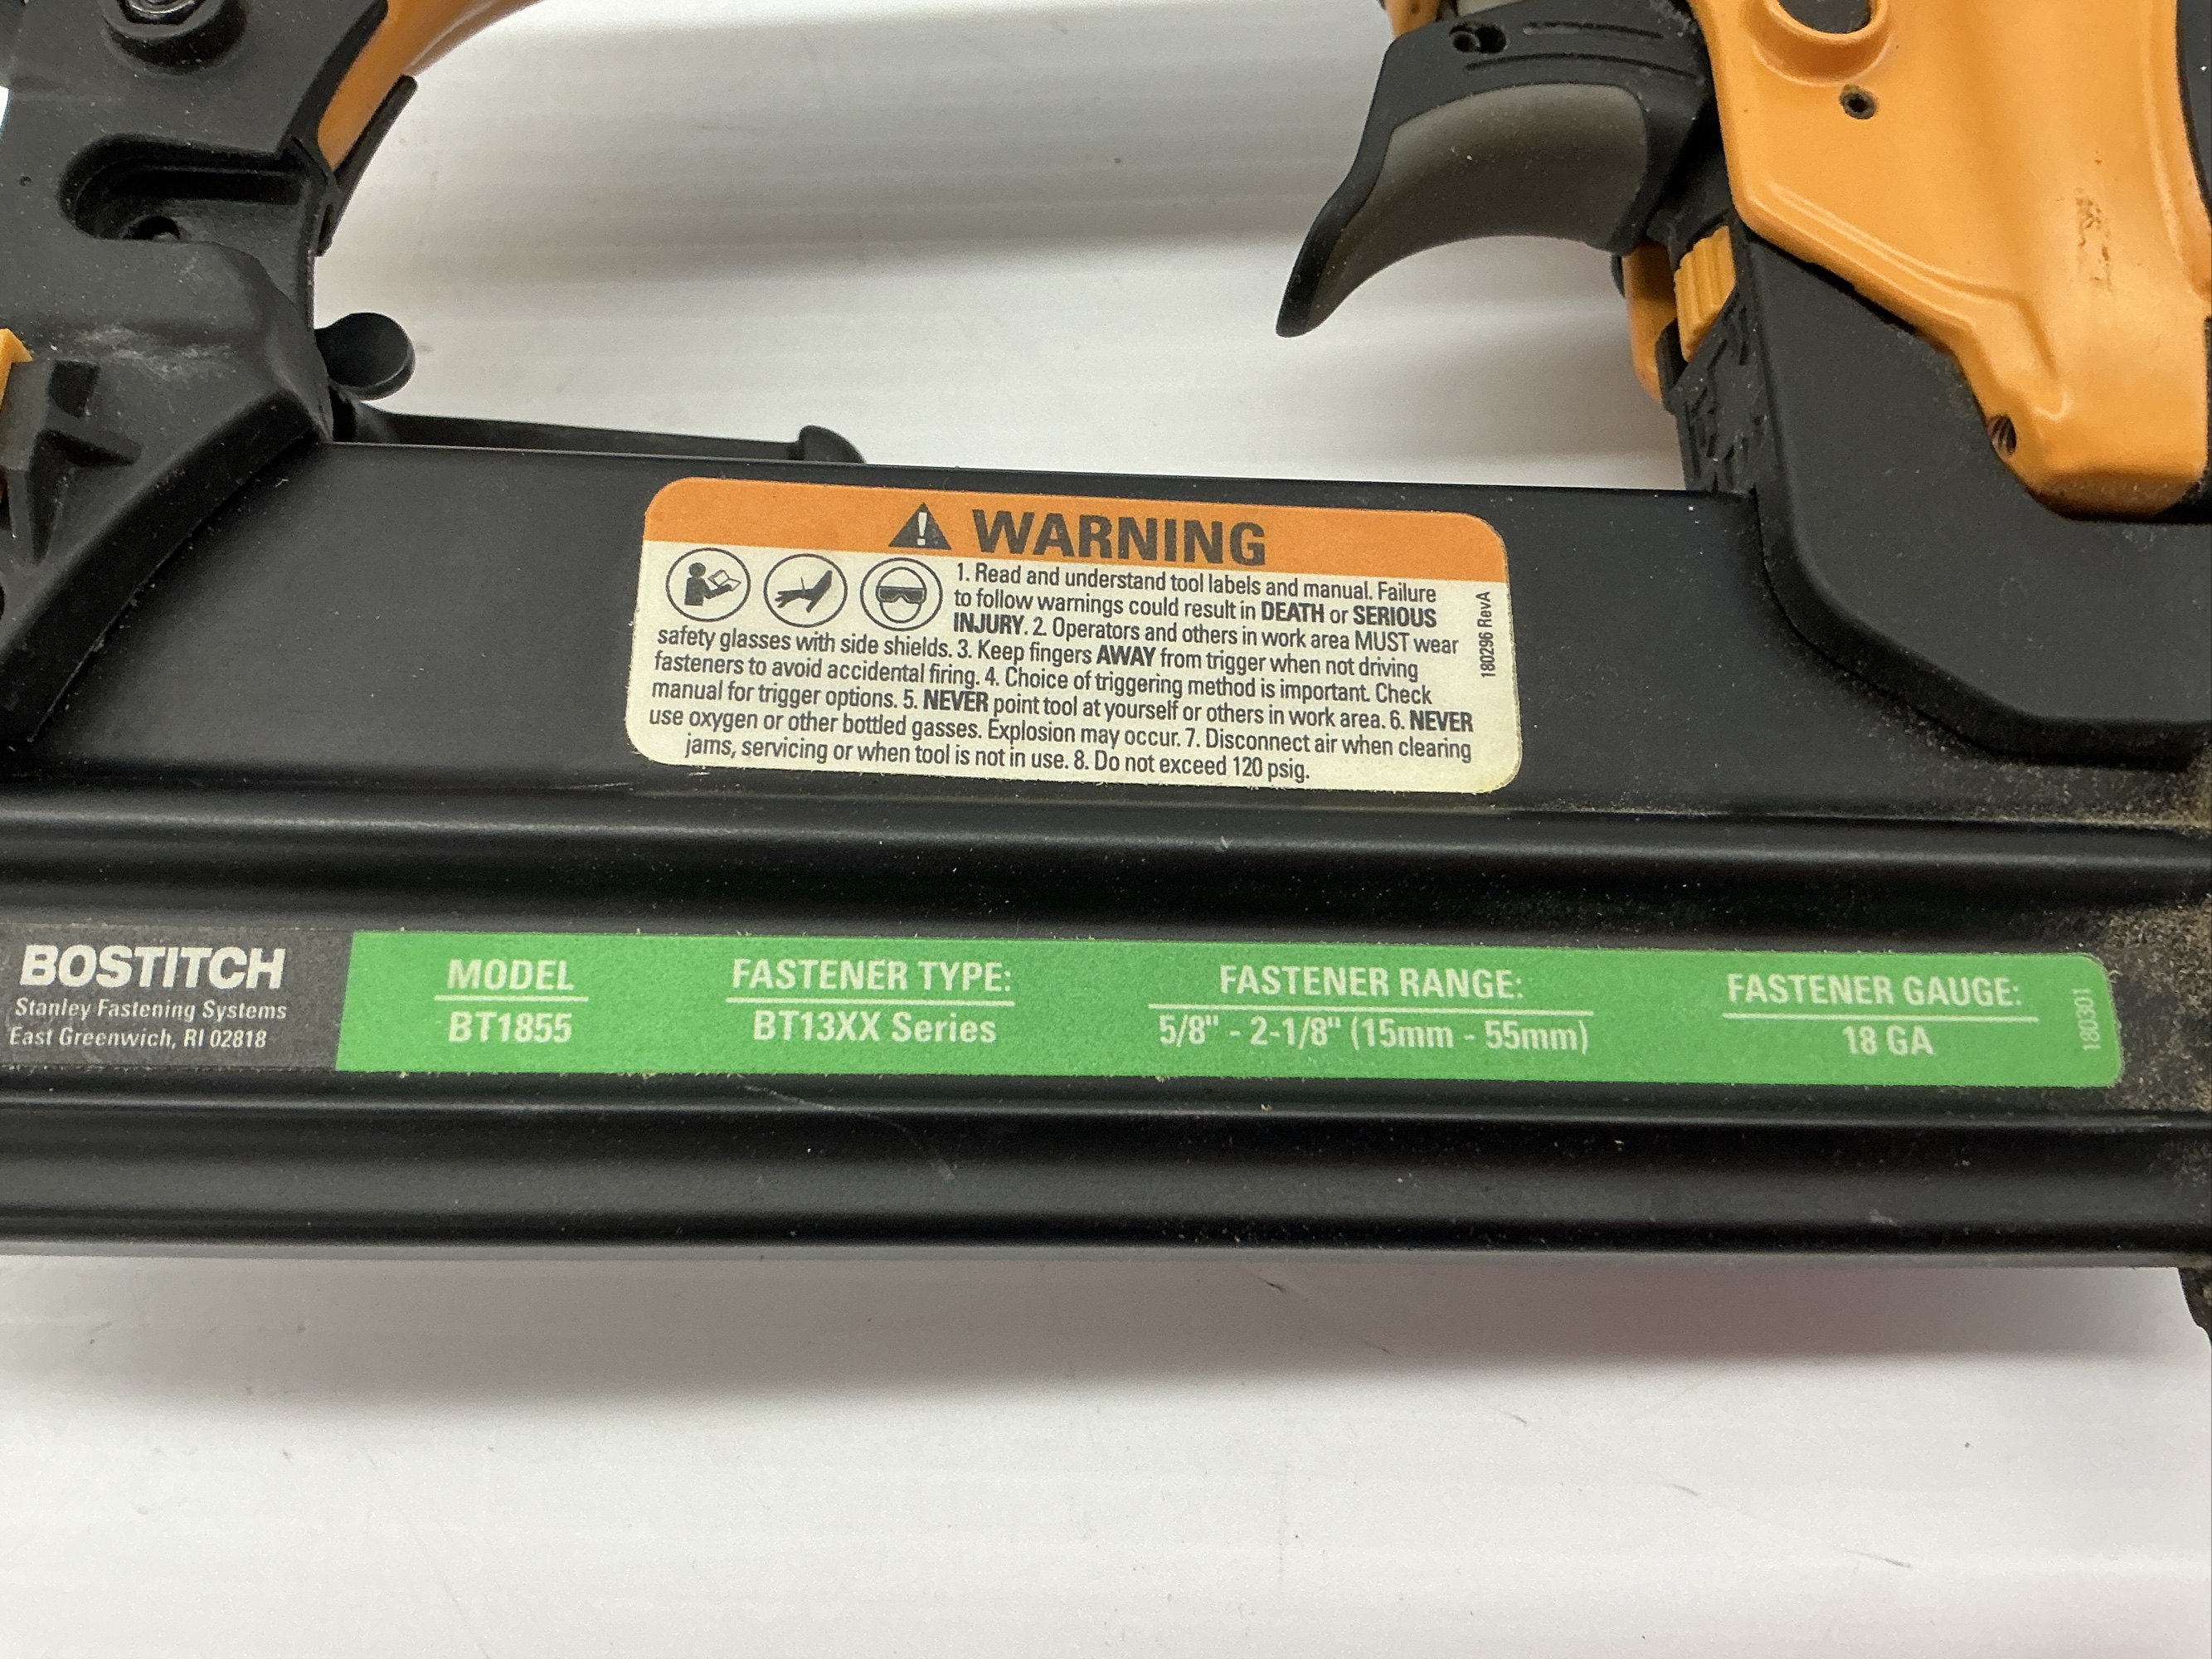 WARNING
1. Read and understand tool labels and manual. Failure
to follow warnings could result in DEATH or SERIOUS
INJURY. 2. Operators and others in work area MUST wear
safety glasses with side shields. 3. Keep fingers AWAY from trigger when not driving
fasteners to avoid accidental firing. 4. Choice of triggering method is important. Check
manual for trigger options. 5. NEVER point tool at yourself or others in work area. 6. NEVER
use oxygen or other bottled gasses. Explosion may occur. 7. Disconnect air when clearing
jams, servicing or when tool is not in use. 8. Do not exceed 120 psig.
180296 RevA
BOSTITCH
Stanley Fastening Systems
East Greenwich, RI 02818
MODEL
BT1855
FASTENER TYPE:
BT13XX Series
FASTENER RANGE:
5/8" - 2-1/8" (15mm - 55mm)
FASTENER GAUGE:
18 GA
180301